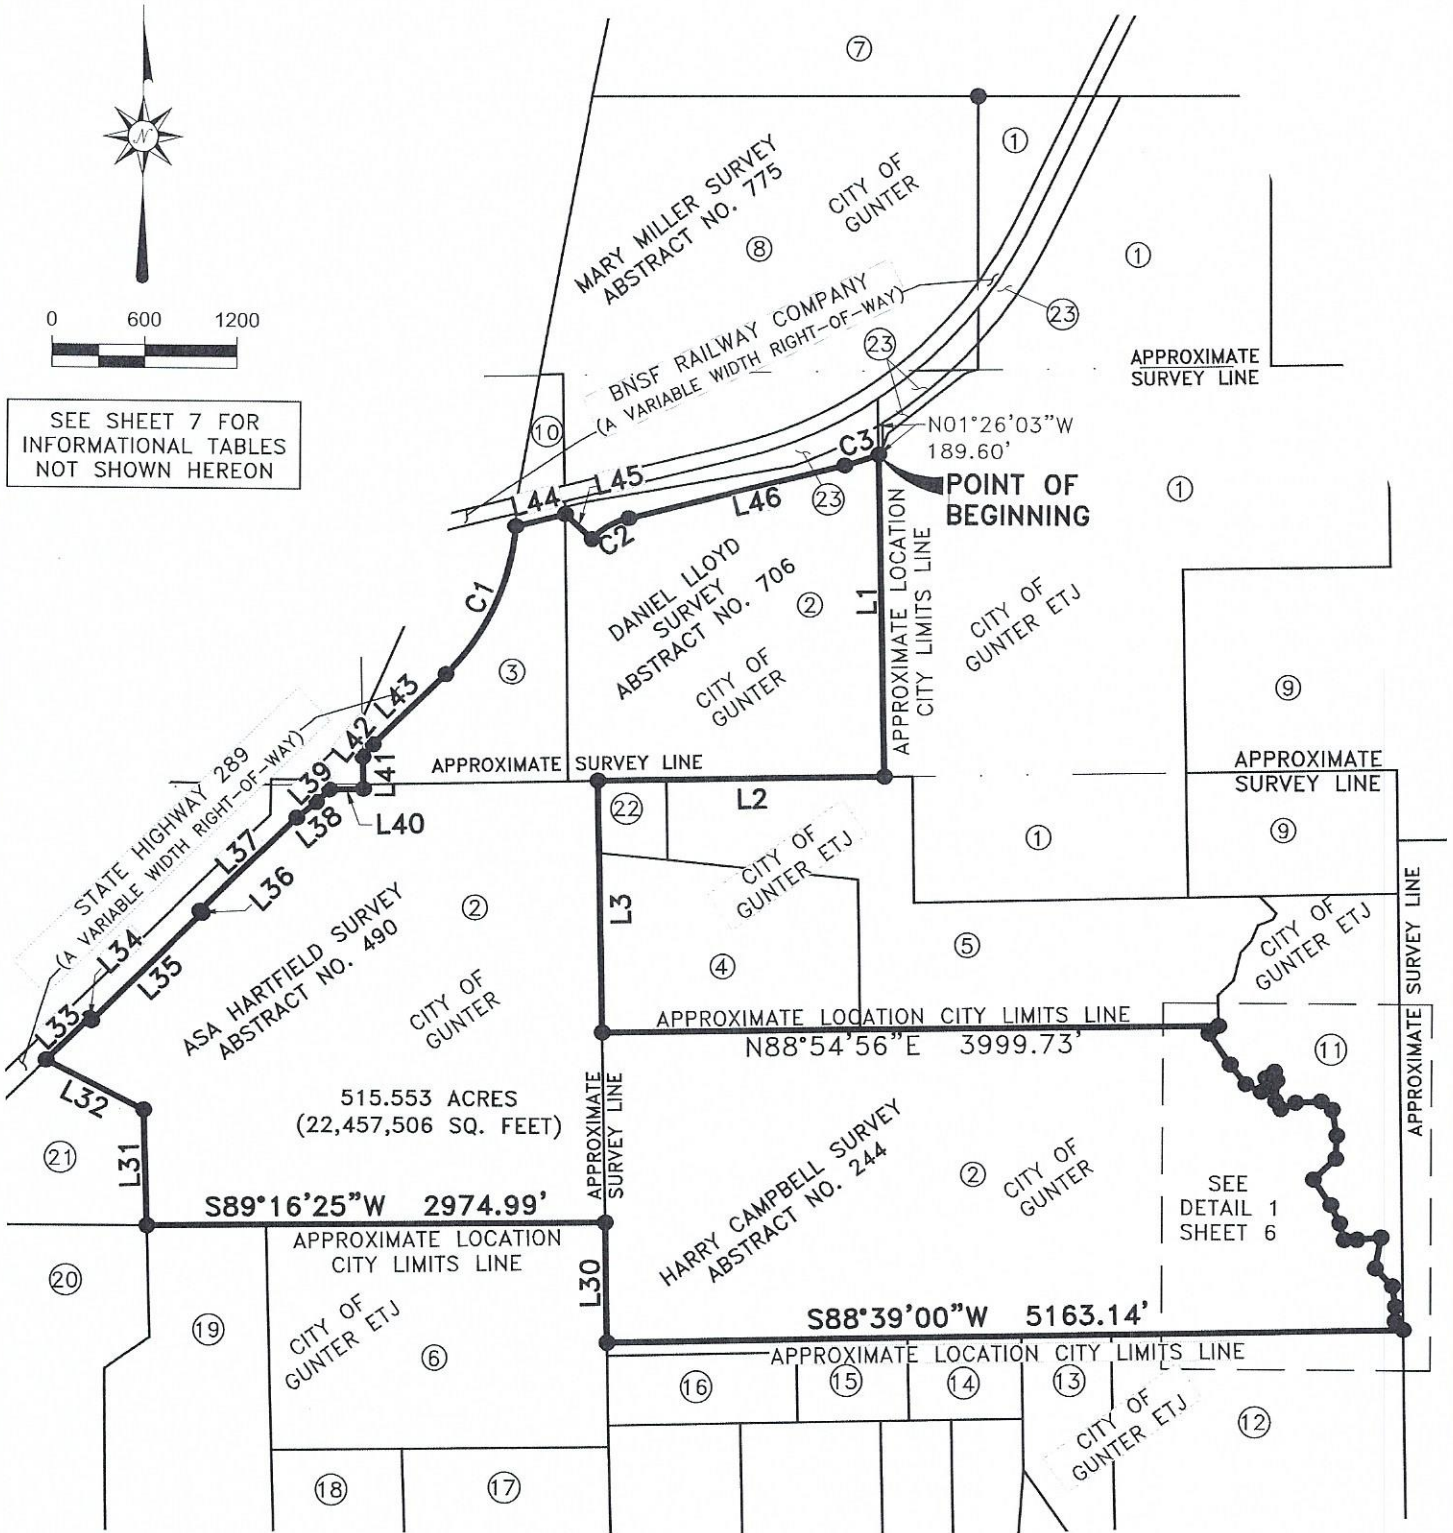 7
N
1
MARY MILLER SURVEY
ABSTRACT NO. 775
CITY OF
GUNTER
8
1
0 600 1200
BNSF RAILWAY COMPANY
(A VARIABLE WIDTH RIGHT-OF-WAY)
23
23
APPROXIMATE
SURVEY LINE
SEE SHEET 7 FOR
INFORMATIONAL TABLES
NOT SHOWN HEREON
10
N01°26'03"W
189.60'
C3
L44
L45
L46
23
POINT OF
BEGINNING
1
C2
C1
DANIEL LLOYD
SURVEY
ABSTRACT NO. 706
2
CITY OF
GUNTER
L1
APPROXIMATE LOCATION
CITY LIMITS LINE
CITY OF
GUNTER ETJ
3
9
STATE HIGHWAY 289
(A VARIABLE WIDTH RIGHT-OF-WAY)
L43
L42
L41
L39
L38
L40
APPROXIMATE SURVEY LINE
APPROXIMATE
SURVEY LINE
22
L2
L37
L36
CITY OF
GUNTER ETJ
1
9
L34
L35
L33
ASA HARTFIELD SURVEY
ABSTRACT NO. 490
2
CITY OF
GUNTER
L3
4
5
CITY OF
GUNTER ETJ
APPROXIMATE SURVEY LINE
APPROXIMATE LOCATION CITY LIMITS LINE
N88°54'56"E 3999.73'
11
L32
515.553 ACRES
(22,457,506 SQ. FEET)
APPROXIMATE
SURVEY LINE
21
L31
HARRY CAMPBELL SURVEY
ABSTRACT NO. 244
2
CITY OF
GUNTER
SEE
DETAIL 1
SHEET 6
S89°16'25"W 2974.99'
APPROXIMATE LOCATION
CITY LIMITS LINE
20
L30
19
CITY OF
GUNTER ETJ
6
S88°39'00"W 5163.14'
APPROXIMATE LOCATION CITY LIMITS LINE
16
15
14
13
CITY OF
GUNTER ETJ
12
18
17